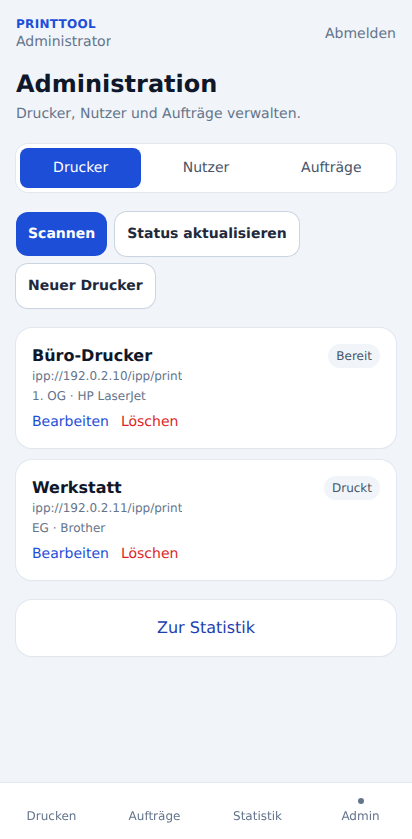 PRINTTOOL
Administrator
Abmelden
Administration
Drucker, Nutzer und Aufträge verwalten.
Drucker
Nutzer
Aufträge
Scannen
Status aktualisieren
Neuer Drucker
Büro-Drucker
Bereit
ipp://192.0.2.10/ipp/print
1. OG · HP LaserJet
Bearbeiten Löschen
Werkstatt
Druckt
ipp://192.0.2.11/ipp/print
EG · Brother
Bearbeiten Löschen
Zur Statistik
Drucken
Aufträge
Statistik
Admin